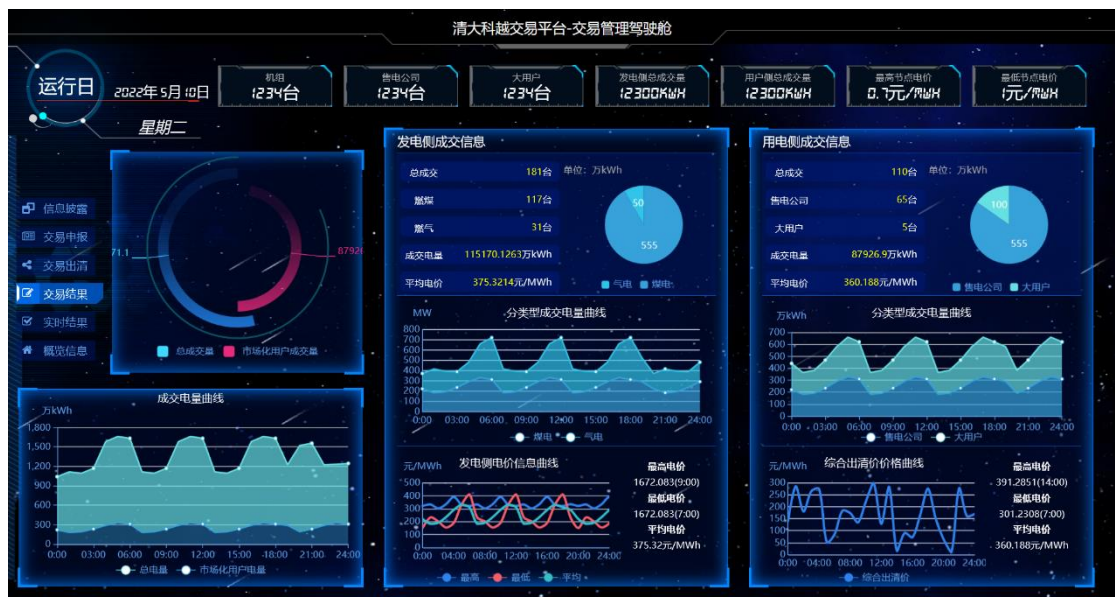 清大科越交易平台-交易管理驾驶舱
运行日
2022年5月10日
星期二
机组
1234台
售电公司
1234台
大用户
1234台
发电侧总成交量
12300KWH
用户侧总成交量
12300KWH
最高节点电价
0.7元/MWH
最低节点电价
1元/MWH
信息披露
交易申报
交易出清
交易结果
实时结果
概览信息
71.1
8792
总成交量
市场化用户成交量
成交电量曲线
万kWh
1,800
1,500
1,200
900
600
300
0
0:00 03:00 06:00 09:00 12:00 15:00 18:00 21:00 24:00
总电量 市场化用户电量
发电侧成交信息
总成交 181台
燃煤 117台
燃气 31台
成交电量 115170.1263万kWh
平均电价 375.3214元/MWh
单位：万kWh
50
555
气电 煤电
MW
分类型成交电量曲线
800
700
600
500
400
300
200
100
0
0:00 03:00 06:00 09:00 12:00 15:00 18:00 21:00 24:00
煤电 气电
元/MWh
发电侧电价信息曲线
500
400
300
200
100
0
0:00 04:00 08:00 12:00 16:00 20:00 24:00
最高 最低 平均
最高电价
1672.083(9:00)
最低电价
1672.083(7:00)
平均电价
375.32元/MWh
用电侧成交信息
总成交 110台
售电公司 65台
大用户 5台
成交电量 87926.9万kWh
平均电价 360.188元/MWh
单位：万kWh
100
555
售电公司 大用户
万kWh
分类型成交电量曲线
700
600
500
400
300
200
100
0
0:00 03:00 06:00 09:00 12:00 15:00 18:00 21:00 24:00
售电公司 大用户
元/MWh
综合出清价价格曲线
300
250
200
150
100
50
0
0:00 04:00 08:00 12:00 16:00 20:00 24:00
综合出清价
最高电价
391.2851(14:00)
最低电价
301.2308(7:00)
平均电价
360.188元/MWh